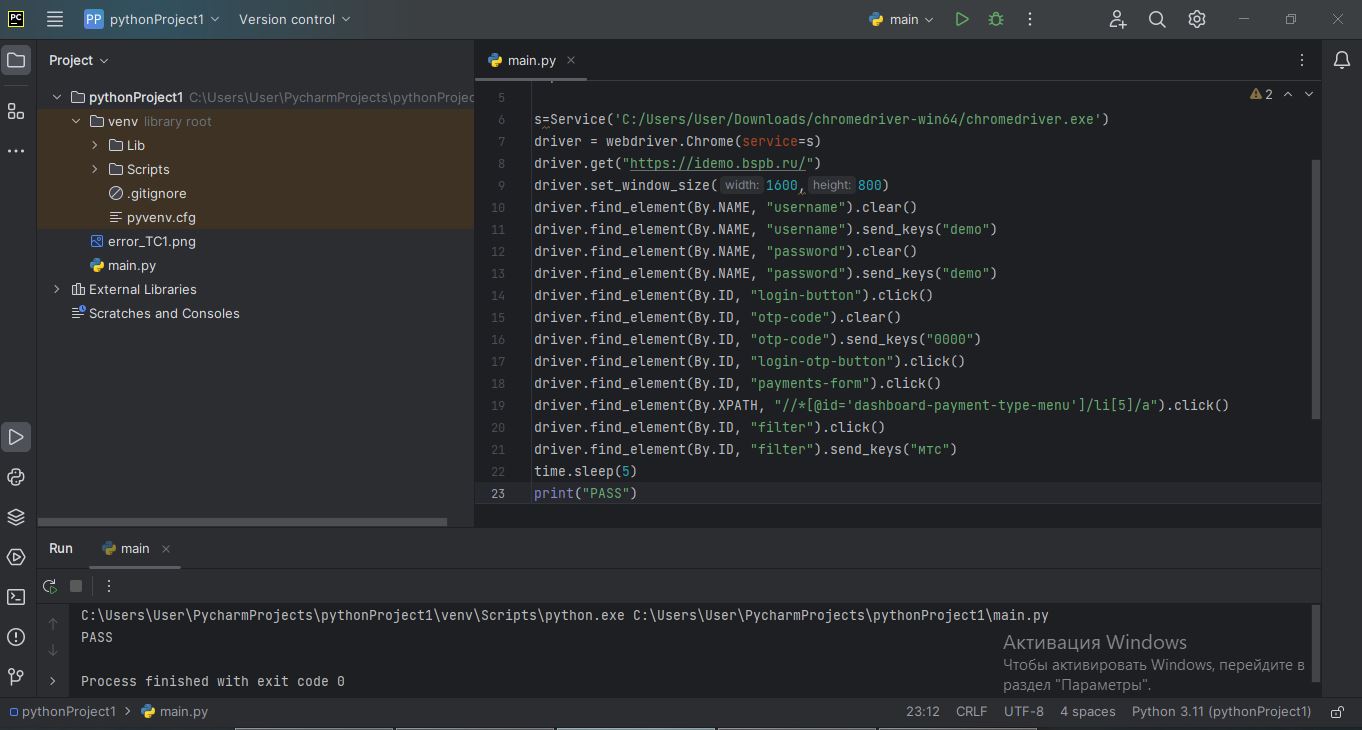 PC PP pythonProject1 Version control main
Project
main.py
pythonProject1 C:\Users\User\PycharmProjects\pythonProjec
venv library root
Lib
Scripts
.gitignore
pyvenv.cfg
error_TC1.png
main.py
External Libraries
Scratches and Consoles
2
5
6 s=Service('C:/Users/User/Downloads/chromedriver-win64/chromedriver.exe')
7 driver = webdriver.Chrome(service=s)
8 driver.get("https://idemo.bspb.ru/")
9 driver.set_window_size( width: 1600, height: 800)
10 driver.find_element(By.NAME, "username").clear()
11 driver.find_element(By.NAME, "username").send_keys("demo")
12 driver.find_element(By.NAME, "password").clear()
13 driver.find_element(By.NAME, "password").send_keys("demo")
14 driver.find_element(By.ID, "login-button").click()
15 driver.find_element(By.ID, "otp-code").clear()
16 driver.find_element(By.ID, "otp-code").send_keys("0000")
17 driver.find_element(By.ID, "login-otp-button").click()
18 driver.find_element(By.ID, "payments-form").click()
19 driver.find_element(By.XPATH, "//*[@id='dashboard-payment-type-menu']/li[5]/a").click()
20 driver.find_element(By.ID, "filter").click()
21 driver.find_element(By.ID, "filter").send_keys("мтс")
22 time.sleep(5)
23 print("PASS")
Run main
C:\Users\User\PycharmProjects\pythonProject1\venv\Scripts\python.exe C:\Users\User\PycharmProjects\pythonProject1\main.py
PASS
Process finished with exit code 0
Активация Windows
Чтобы активировать Windows, перейдите в
раздел "Параметры".
pythonProject1 main.py 23:12 CRLF UTF-8 4 spaces Python 3.11 (pythonProject1)